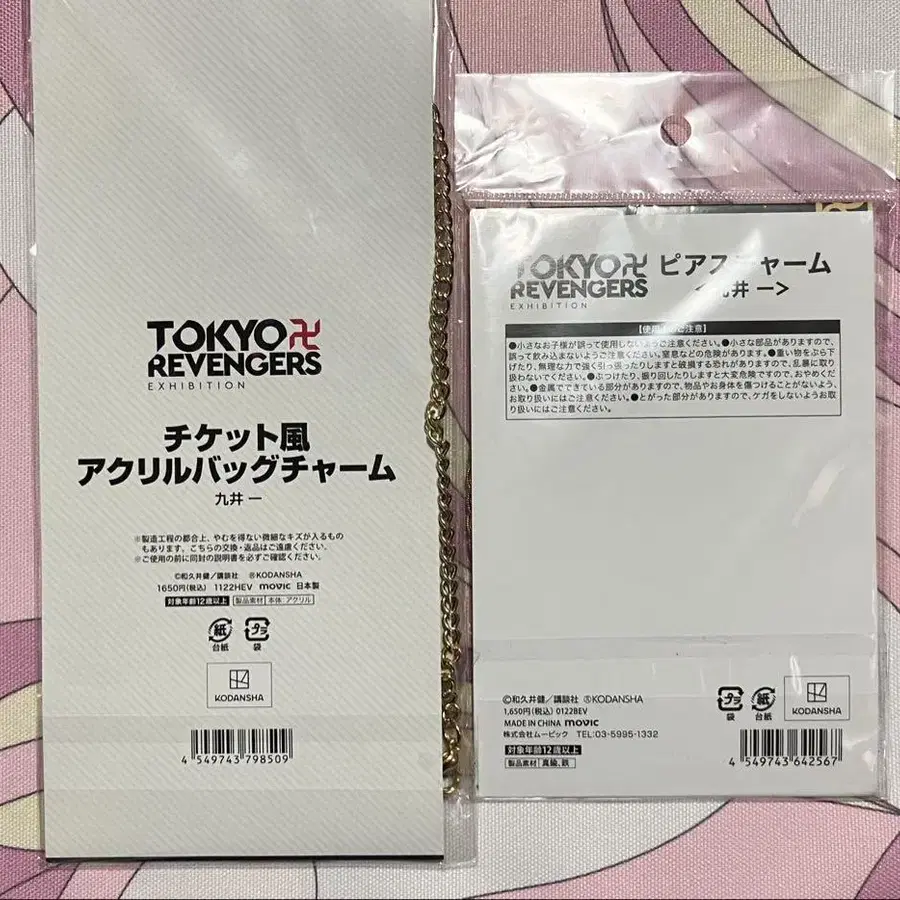 TOKYO卍
REVENGERS
EXHIBITION
チケット風
アクリルバッグチャーム
九井 一
※製造工程の都合上、やむを得ない微細なキズが入るもの
もあります。こちらの交換・返品はご遠慮ください。
※ご使用の前に同封の説明書を必ずご確認ください。
©和久井健/講談社 ®KODANSHA
1650円(税込) 1122HEV movic 日本製
対象年齢12歳以上 製品素材 本体:アクリル
紙 プラ
台紙 袋
KODANSHA
4 549743 798509
TOKYO卍 ピアスチャーム
REVENGERS <九井 一>
EXHIBITION
【使用上のご注意】
●小さなお子様が誤って使用しないようご注意ください。●小さな部品がありますので、
誤って飲み込まないようご注意ください。窒息などの危険があります。●重い物をぶら下
げたり、無理な力で強く引っ張ったりしますと破損する恐れがありますので、乱暴に取り
扱わないでください。●ぶつけたり、振り回したりしますと大変危険ですので、おやめくだ
さい。●金属でできている部分がありますので、物品やお身体を傷つけることがないよう、
お取り扱いにはご注意ください。●とがった部分がありますので、ケガをしないようお取
り扱いにはご注意ください。
©和久井健/講談社 ®KODANSHA
1,650円(税込) 0122BEV
MADE IN CHINA movic
株式会社ムービック TEL:03-5995-1332
対象年齢12歳以上
製品素材 真鍮、鉄
プラ 紙
袋 台紙
KODANSHA
4 549743 642567